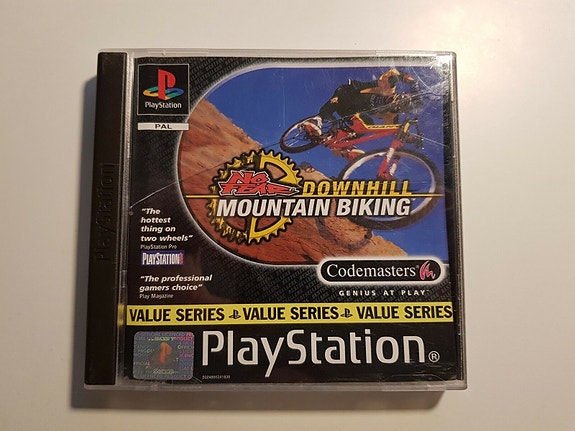 PlayStation
PAL
PlayStation
NO FEAR
DOWNHILL
MOUNTAIN BIKING
"The
hottest
thing on
two wheels"
PlayStation Pro
PlayStation
"The professional
gamers choice"
Play Magazine
Codemasters
GENIUS AT PLAY
VALUE SERIES VALUE SERIES VALUE SERIES
PlayStation®